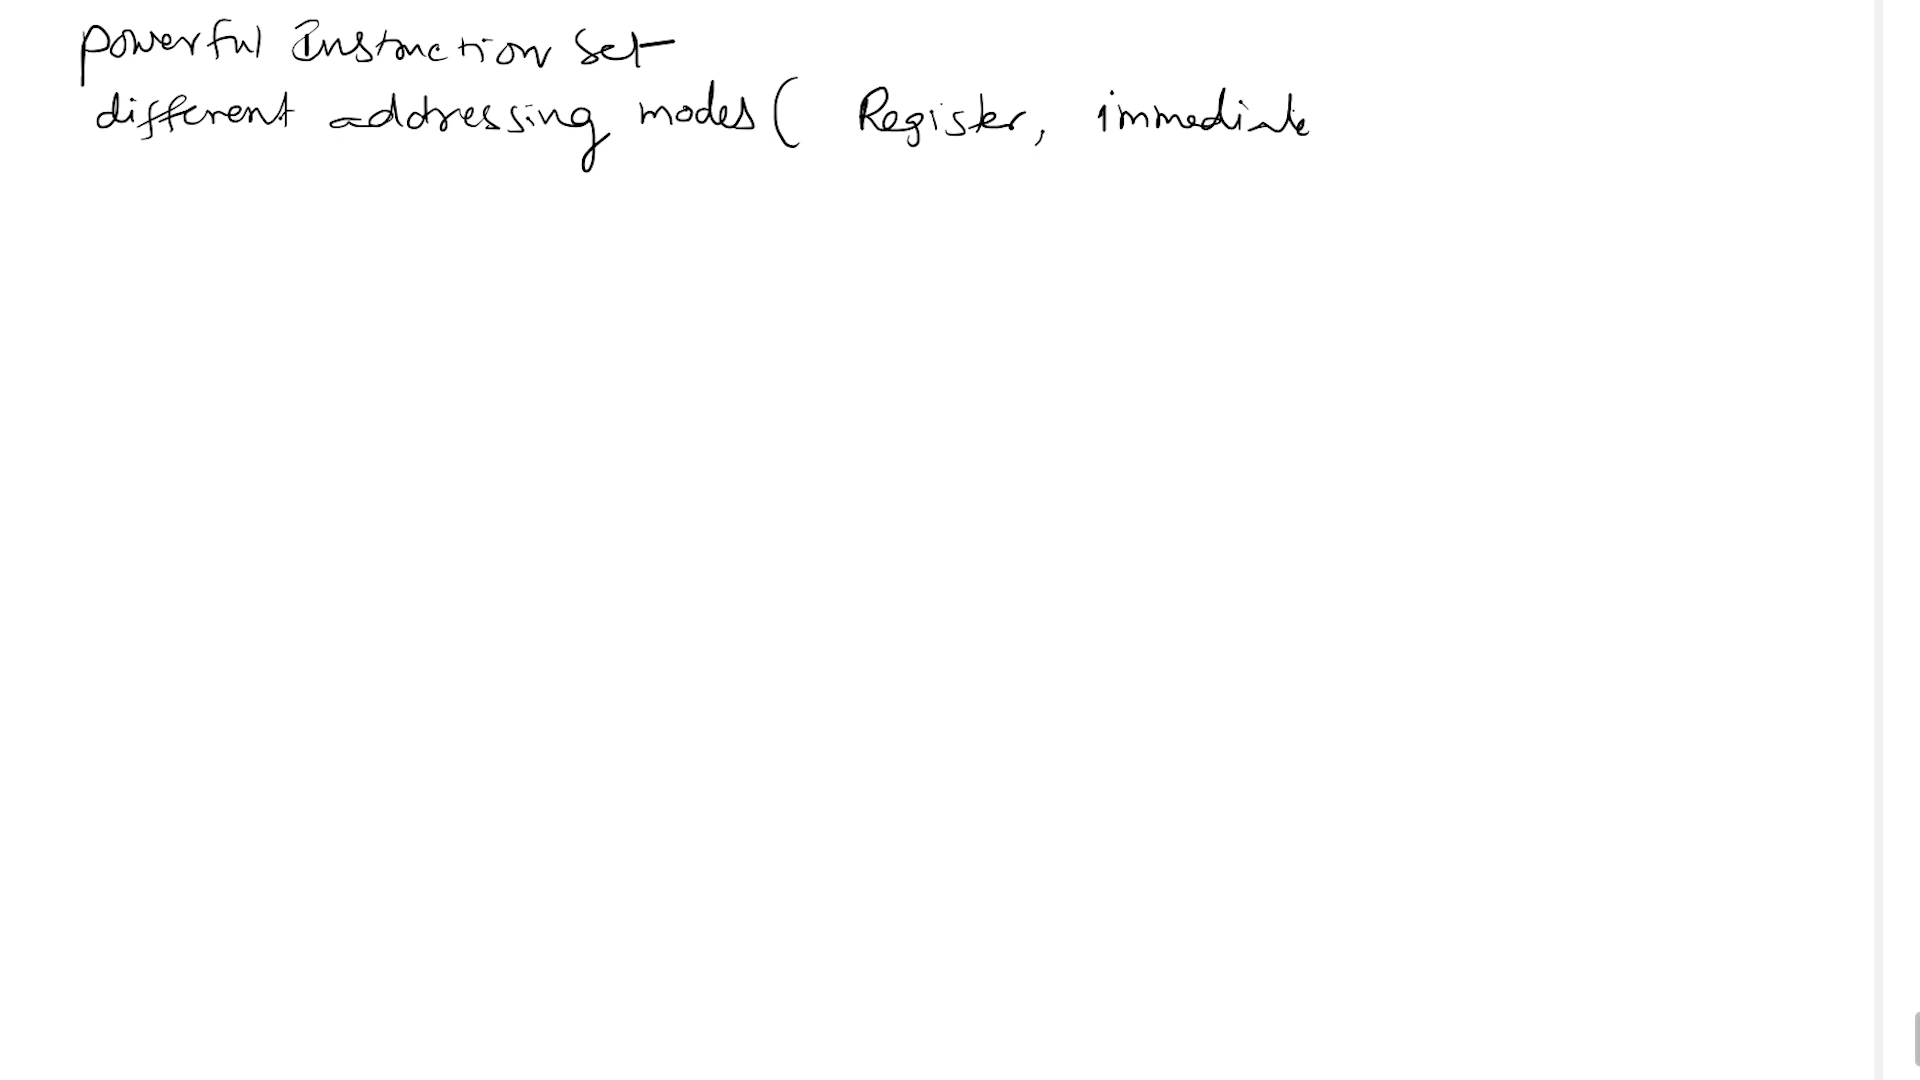 powerful Instruction Set
different addressing modes ( Register, immediate